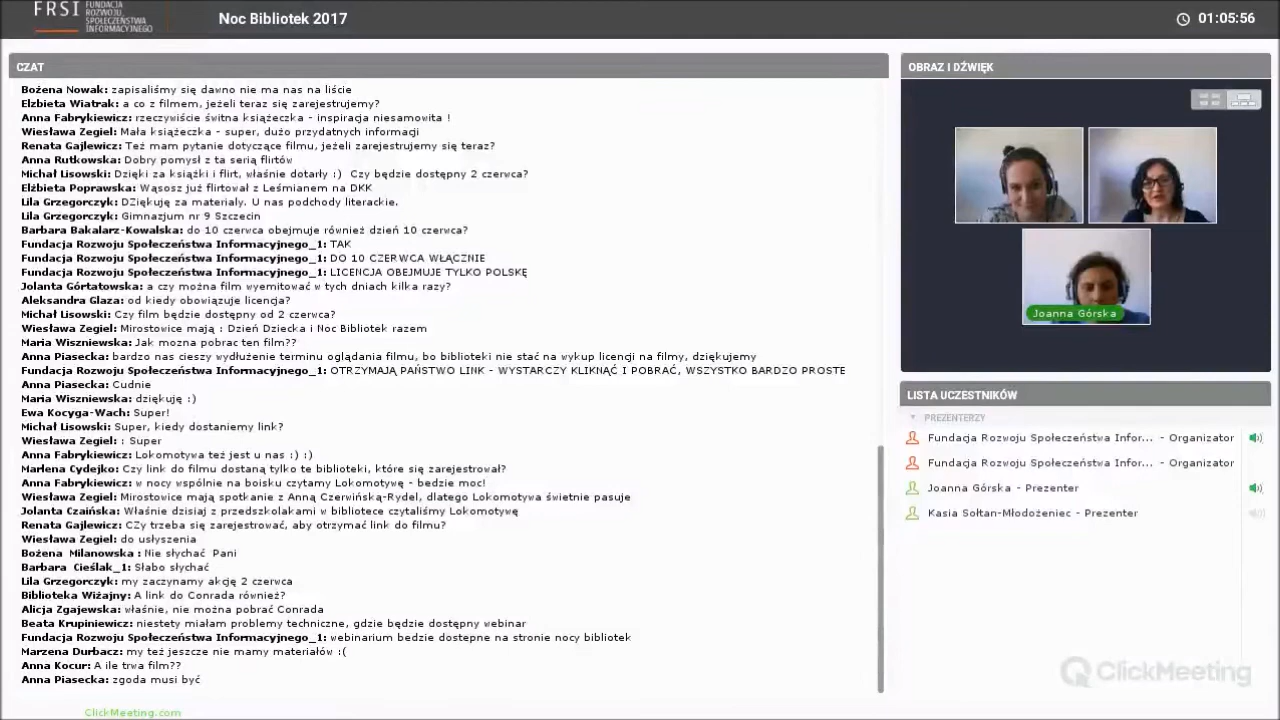 FRSI
FUNDACJA
ROZWOJU
SPOŁECZEŃSTWA
INFORMACYJNEGO
Noc Bibliotek 2017
01:05:56
CZAT
Bożena Nowak: zapisaliśmy się dawno nie ma nas na liście
Elzbieta Wiatrak: a co z filmem, jeżeli teraz się zarejestrujemy?
Anna Fabrykiewicz: rzeczywiście świtna książeczka - inspiracja niesamowita !
Wiesława Zegiel: Mała książeczka - super, dużo przydatnych informacji
Renata Gajlewicz: Też mam pytanie dotyczące filmu, jeżeli zarejestrujemy się teraz?
Anna Rutkowska: Dobry pomysł z ta serią flirtów
Michał Lisowski: Dzięki za książki i flirt, właśnie dotarły :) Czy będzie dostępny 2 czerwca?
Elżbieta Poprawska: Wąsosz już flirtował z Leśmianem na DKK
Lila Grzegorczyk: DZiękuję za materialy. U nas podchody literackie.
Lila Grzegorczyk: Gimnazjum nr 9 Szczecin
Barbara Bakalarz-Kowalska: do 10 czerwca obejmuje również dzień 10 czerwca?
Fundacja Rozwoju Społeczeństwa Informacyjnego_1: TAK
Fundacja Rozwoju Społeczeństwa Informacyjnego_1: DO 10 CZERWCA WŁĄCZNIE
Fundacja Rozwoju Społeczeństwa Informacyjnego_1: LICENCJA OBEJMUJE TYLKO POLSKĘ
Jolanta Górtatowska: a czy można film wyemitować w tych dniach kilka razy?
Aleksandra Glaza: od kiedy obowiązuje licencja?
Michał Lisowski: Czy film będzie dostępny od 2 czerwca?
Wiesława Zegiel: Mirostowice mają : Dzień Dziecka i Noc Bibliotek razem
Maria Wiszniewska: Jak mozna pobrac ten film??
Anna Piasecka: bardzo nas cieszy wydłużenie terminu oglądania filmu, bo biblioteki nie stać na wykup licencji na filmy, dziękujemy
Fundacja Rozwoju Społeczeństwa Informacyjnego_1: OTRZYMAJĄ PAŃSTWO LINK - WYSTARCZY KLIKNĄĆ I POBRAĆ, WSZYSTKO BARDZO PROSTE
Anna Piasecka: Cudnie
Maria Wiszniewska: dziękuję :)
Ewa Kocyga-Wach: Super!
Michał Lisowski: Super, kiedy dostaniemy link?
Wiesława Zegiel: : Super
Anna Fabrykiewicz: Lokomotywa też jest u nas :) :)
Marlena Cydejko: Czy link do filmu dostaną tylko te biblioteki, które się zarejestrował?
Anna Fabrykiewicz: w nocy wspólnie na boisku czytamy Lokomotywę - bedzie moc!
Wiesława Zegiel: Mirostowice mają spotkanie z Anną Czerwińską-Rydel, dlatego Lokomotywa świetnie pasuje
Jolanta Czaińska: Właśnie dzisiaj z przedszkolakami w bibliotece czytaliśmy Lokomotywę
Renata Gajlewicz: CZy trzeba się zarejestrować, aby otrzymać link do filmu?
Wiesława Zegiel: do usłyszenia
Bożena Milanowska : Nie słychać Pani
Barbara Cieślak_1: Słabo słychać
Lila Grzegorczyk: my zaczynamy akcję 2 czerwca
Biblioteka Wiżajny: A link do Conrada również?
Alicja Zgajewska: właśnie, nie można pobrać Conrada
Beata Krupiniewicz: niestety miałam problemy techniczne, gdzie będzie dostępny webinar
Fundacja Rozwoju Społeczeństwa Informacyjnego_1: webinarium bedzie dostepne na stronie nocy bibliotek
Marzena Durbacz: my też jeszcze nie mamy materiałów :(
Anna Kocur: A ile trwa film??
Anna Piasecka: zgoda musi być
ClickMeeting.com
OBRAZ I DŹWIĘK
Joanna Górska
LISTA UCZESTNIKÓW
PREZENTERZY
Fundacja Rozwoju Społeczeństwa Infor... - Organizator
Fundacja Rozwoju Społeczeństwa Infor... - Organizator
Joanna Górska - Prezenter
Kasia Sołtan-Młodożeniec - Prezenter
ClickMeeting